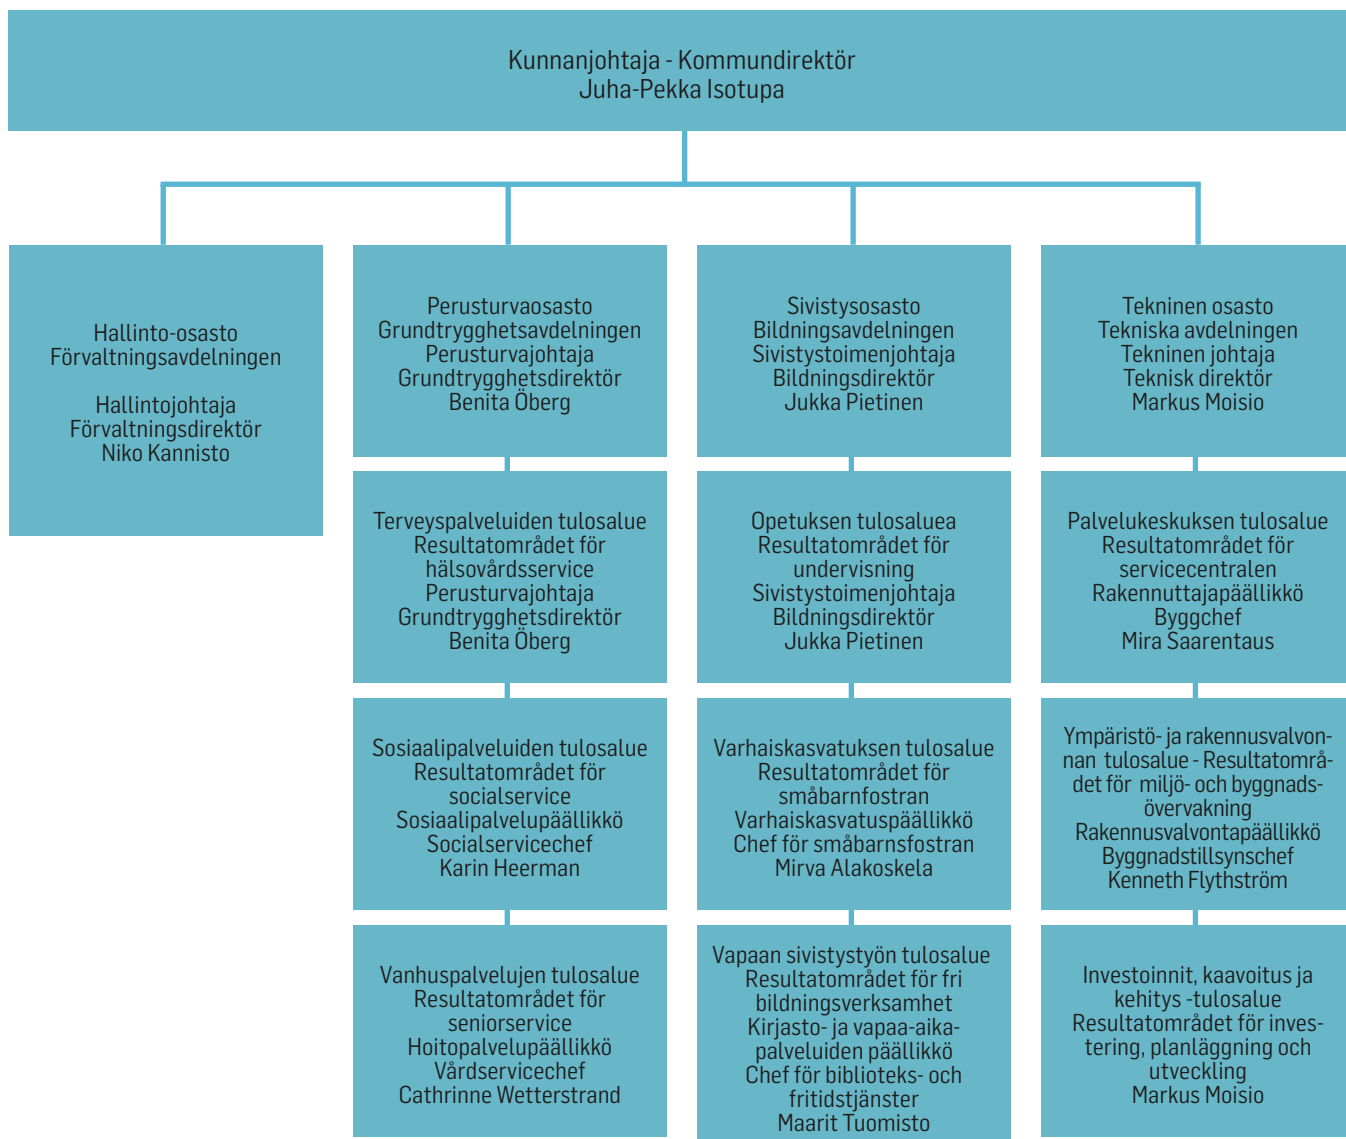 Kunnanjohtaja - Kommundirektör
Juha-Pekka Isotupa
Hallinto-osasto
Förvaltningsavdelningen
Hallintojohtaja
Förvaltningsdirektör
Niko Kannisto
Perusturvaosasto
Grundtrygghetsavdelningen
Perusturvajohtaja
Grundtrygghetsdirektör
Benita Öberg
Terveyspalveluiden tulosalue
Resultatområdet för
hälsovårdsservice
Perusturvajohtaja
Grundtrygghetsdirektör
Benita Öberg
Sosiaalipalveluiden tulosalue
Resultatområdet för
socialservice
Sosiaalipalvelupäällikkö
Socialservicechef
Karin Heerman
Vanhuspalvelujen tulosalue
Resultatområdet för
seniorservice
Hoitopalvelupäällikkö
Vårdservicechef
Cathrinne Wetterstrand
Sivistysosasto
Bildningsavdelningen
Sivistystoimenjohtaja
Bildningsdirektör
Jukka Pietinen
Opetuksen tulosaluea
Resultatområdet för
undervisning
Sivistystoimenjohtaja
Bildningsdirektör
Jukka Pietinen
Varhaiskasvatuksen tulosalue
Resultatområdet för
småbarnfostran
Varhaiskasvatuspäällikkö
Chef för småbarnsfostran
Mirva Alakoskela
Vapaan sivistystyön tulosalue
Resultatområdet för fri
bildningsverksamhet
Kirjasto- ja vapaa-aika-
palveluiden päällikkö
Chef för biblioteks- och
fritidstjänster
Maarit Tuomisto
Tekninen osasto
Tekniska avdelningen
Tekninen johtaja
Teknisk direktör
Markus Moisio
Palvelukeskuksen tulosalue
Resultatområdet för
servicecentralen
Rakennuttajapäällikkö
Byggchef
Mira Saarentaus
Ympäristö- ja rakennusvalvon-
nan tulosalue - Resultatområ-
det för miljö- och byggnads-
övervakning
Rakennusvalvontapäällikkö
Byggnadstillsynschef
Kenneth Flythström
Investoinnit, kaavoitus ja
kehitys -tulosalue
Resultatområdet för inves-
tering, planläggning och
utveckling
Markus Moisio